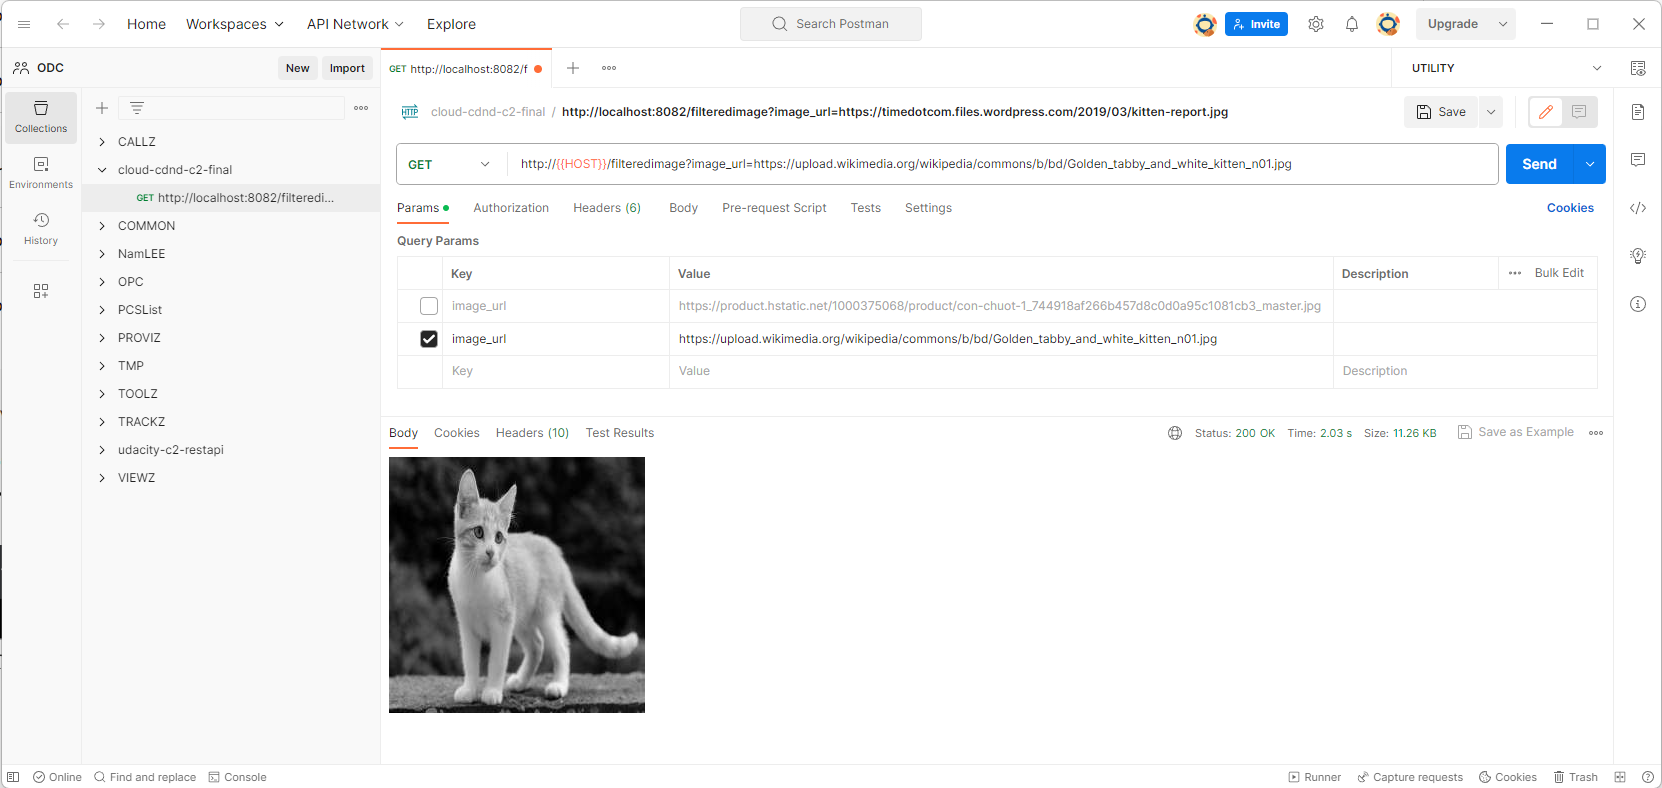 Home Workspaces API Network Explore Search Postman Invite Upgrade
ODC New Import GET http://localhost:8082/f UTILITY
cloud-cdnd-c2-final / http://localhost:8082/filteredimage?image_url=https://timedotcom.files.wordpress.com/2019/03/kitten-report.jpg Save
Collections
Environments
History
CALLZ
cloud-cdnd-c2-final
GET http://localhost:8082/filteredi...
COMMON
NamLEE
OPC
PCSList
PROVIZ
TMP
TOOLZ
TRACKZ
udacity-c2-restapi
VIEWZ
GET http://{{HOST}}/filteredimage?image_url=https://upload.wikimedia.org/wikipedia/commons/b/bd/Golden_tabby_and_white_kitten_n01.jpg Send
Params Authorization Headers (6) Body Pre-request Script Tests Settings Cookies
Query Params
Key Value Description Bulk Edit
image_url https://product.hstatic.net/1000375068/product/con-chuot-1_744918af266b457d8c0d0a95c1081cb3_master.jpg
image_url https://upload.wikimedia.org/wikipedia/commons/b/bd/Golden_tabby_and_white_kitten_n01.jpg
Key Value Description
Body Cookies Headers (10) Test Results Status: 200 OK Time: 2.03 s Size: 11.26 KB Save as Example
Online Find and replace Console Runner Capture requests Cookies Trash